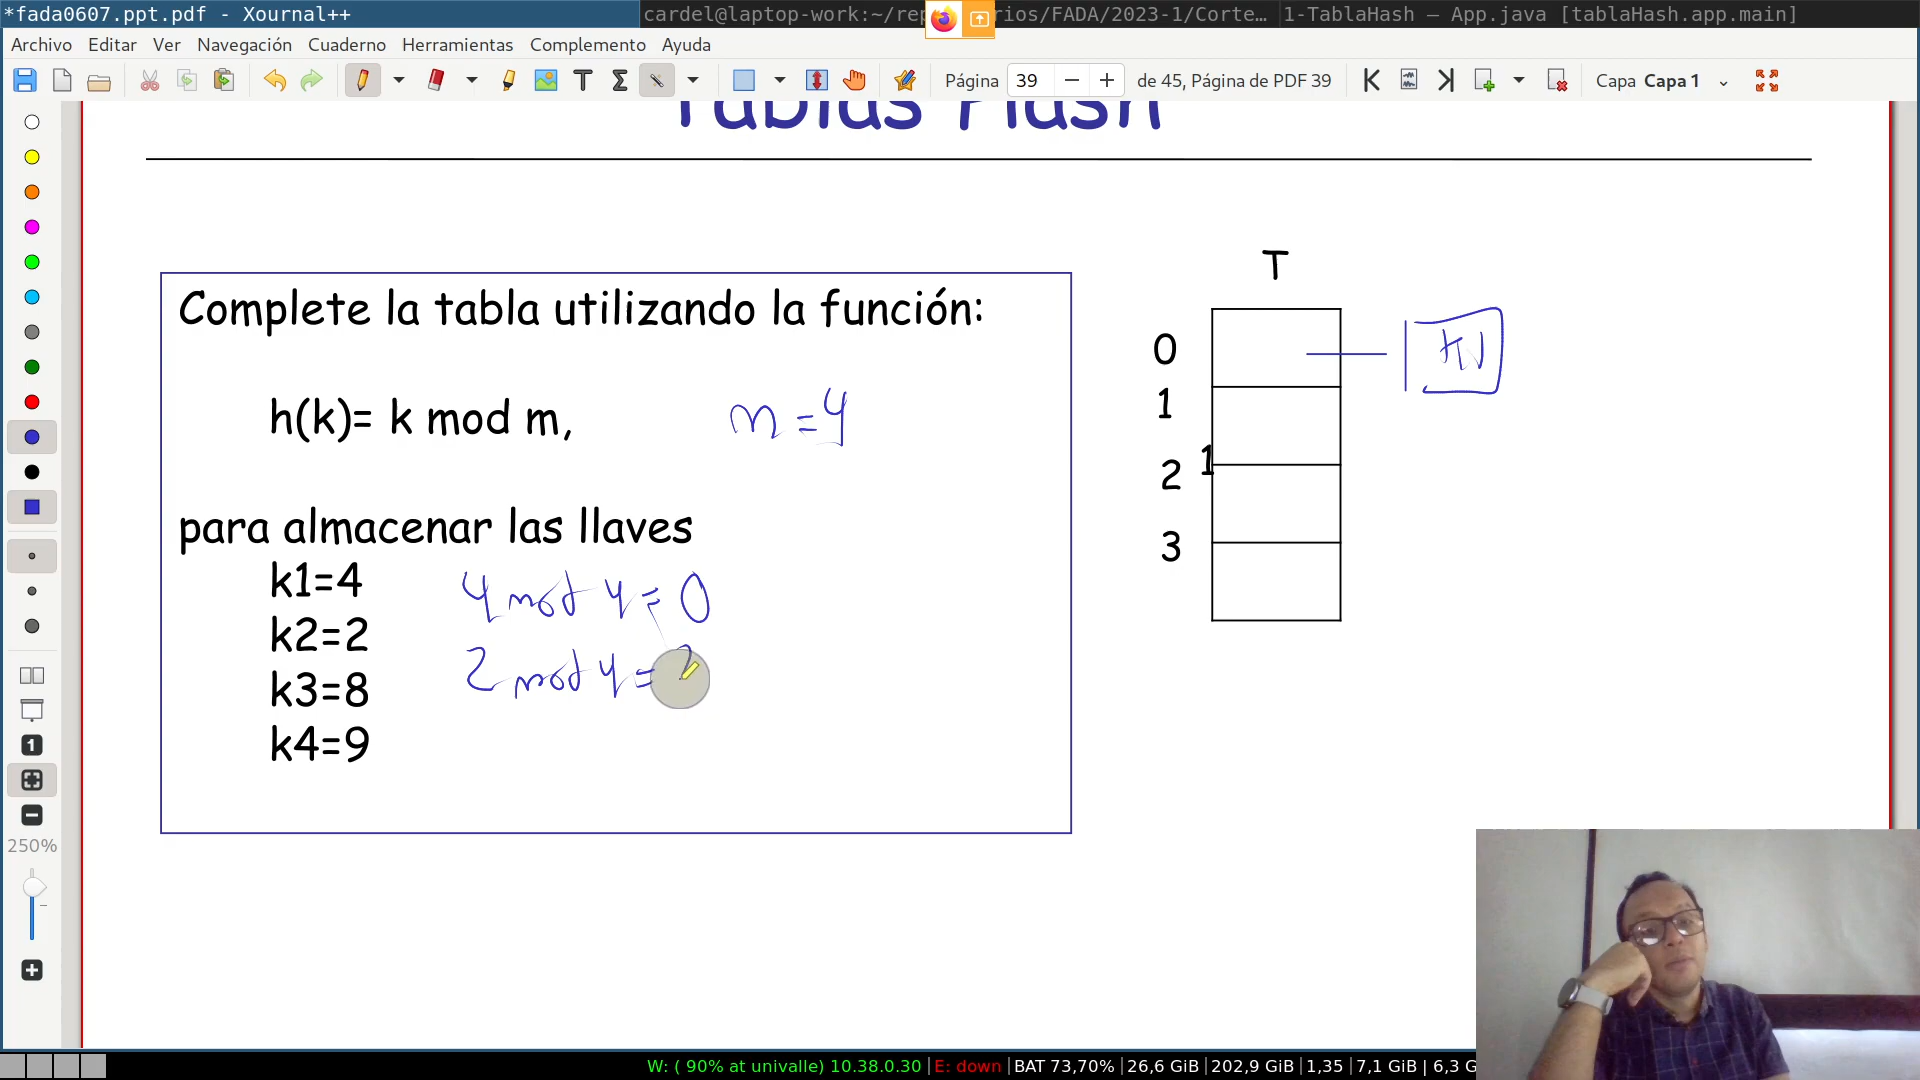 *fada0607.ppt.pdf - Xournal++
cardel@laptop-work:~/rep rios/FADA/2023-1/Corte...
1-TablaHash – App.java [tablaHash.app.main]
Archivo Editar Ver Navegación Cuaderno Herramientas Complemento Ayuda
Página 39 de 45, Página de PDF 39 Capa Capa 1
Tablas Hash
T
Complete la tabla utilizando la función:
0
h(k)= k mod m, m = 4
1
2 1
para almacenar las llaves
3
k1=4 4 mod 4 = 0
k2=2 2 mod 4 =
k3=8
k4=9
1
250%
W: ( 90% at univalle) 10.38.0.30 | E: down | BAT 73,70% | 26,6 GiB | 202,9 GiB | 1,35 | 7,1 GiB | 6,3 G